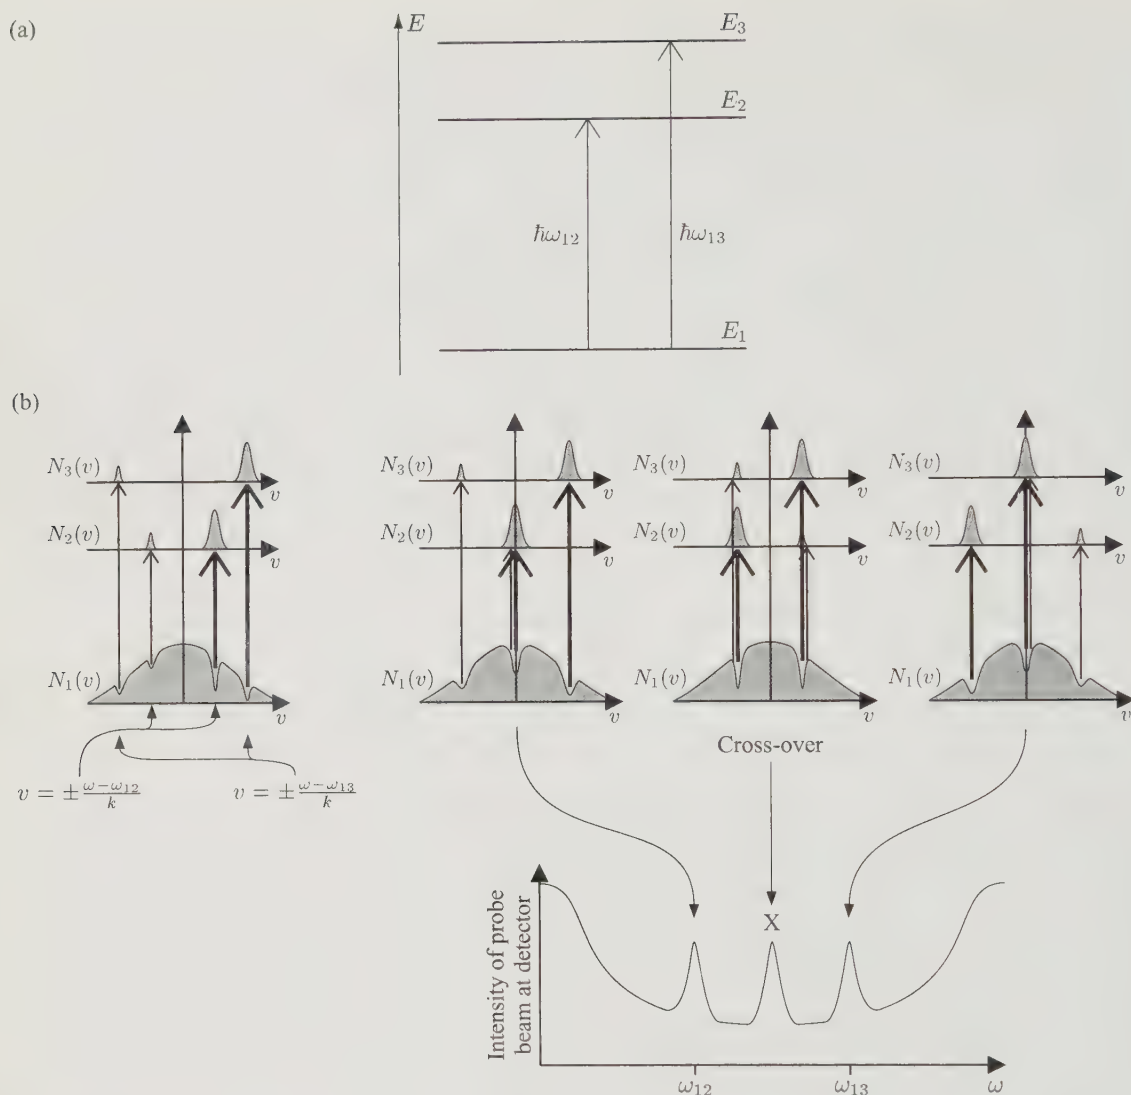 (a)
E
E₃
E₂
ħω₁₂
ħω₁₃
E₁
(b)
N₃(v)
v
N₂(v)
v
N₁(v)
v
v = ±(ω−ω₁₂)/k
v = ±(ω−ω₁₃)/k
N₃(v)
v
N₂(v)
v
N₁(v)
v
N₃(v)
v
N₂(v)
v
N₁(v)
v
Cross-over
N₃(v)
v
N₂(v)
v
N₁(v)
v
Intensity of probe
beam at detector
X
ω₁₂
ω₁₃
ω